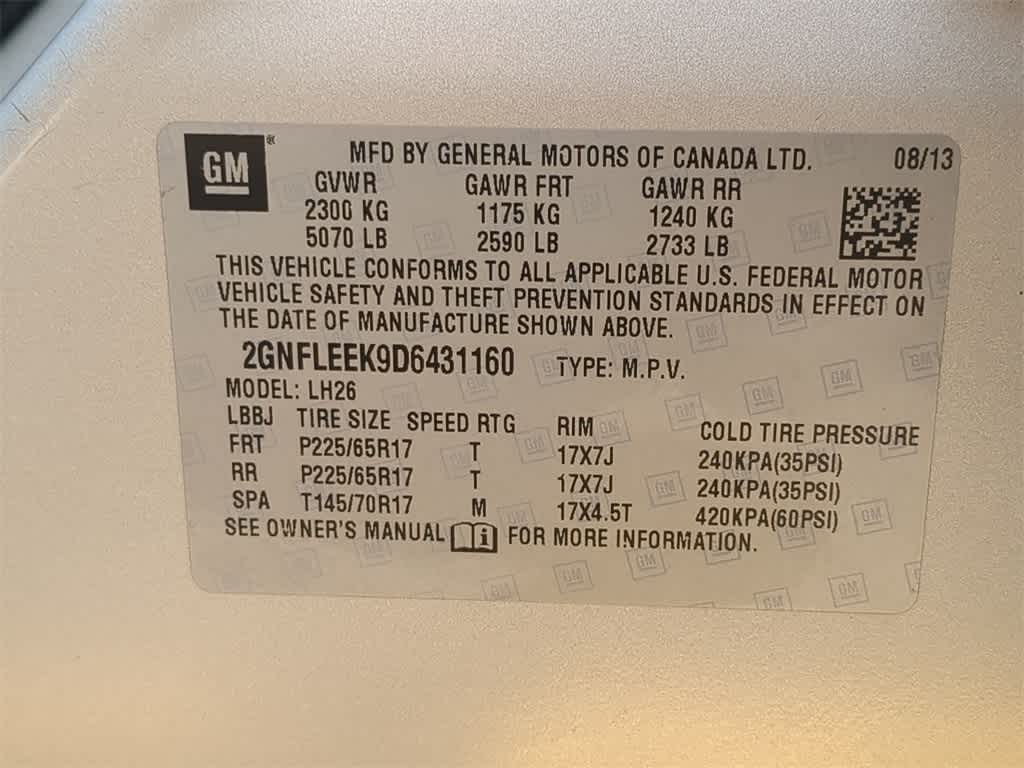 GM ® MFD BY GENERAL MOTORS OF CANADA LTD. 08/13
GVWR GAWR FRT GAWR RR
2300 KG 1175 KG 1240 KG
5070 LB 2590 LB 2733 LB
THIS VEHICLE CONFORMS TO ALL APPLICABLE U.S. FEDERAL MOTOR
VEHICLE SAFETY AND THEFT PREVENTION STANDARDS IN EFFECT ON
THE DATE OF MANUFACTURE SHOWN ABOVE.
2GNFLEEK9D6431160 TYPE: M.P.V.
MODEL: LH26
LBBJ TIRE SIZE SPEED RTG RIM COLD TIRE PRESSURE
FRT P225/65R17 T 17X7J 240KPA(35PSI)
RR P225/65R17 T 17X7J 240KPA(35PSI)
SPA T145/70R17 M 17X4.5T 420KPA(60PSI)
SEE OWNER'S MANUAL i FOR MORE INFORMATION.